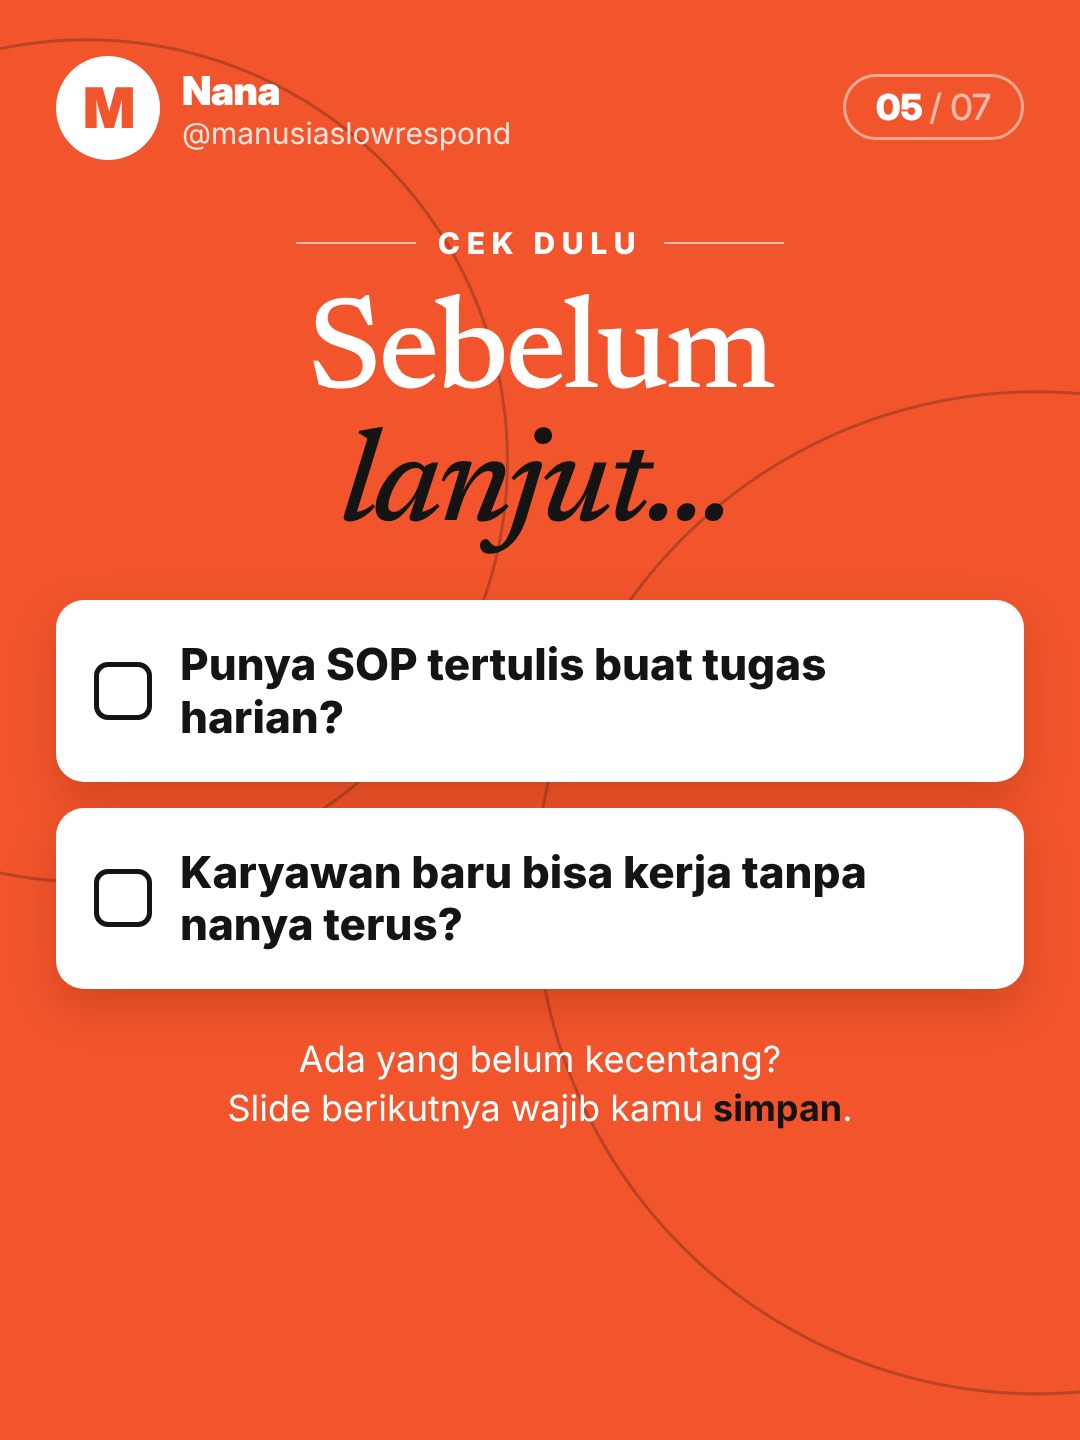 M
Nana
@manusiaslowrespond
05 / 07
CEK DULU
Sebelum
lanjut...
Punya SOP tertulis buat tugas
harian?
Karyawan baru bisa kerja tanpa
nanya terus?
Ada yang belum kecentang?
Slide berikutnya wajib kamu simpan.